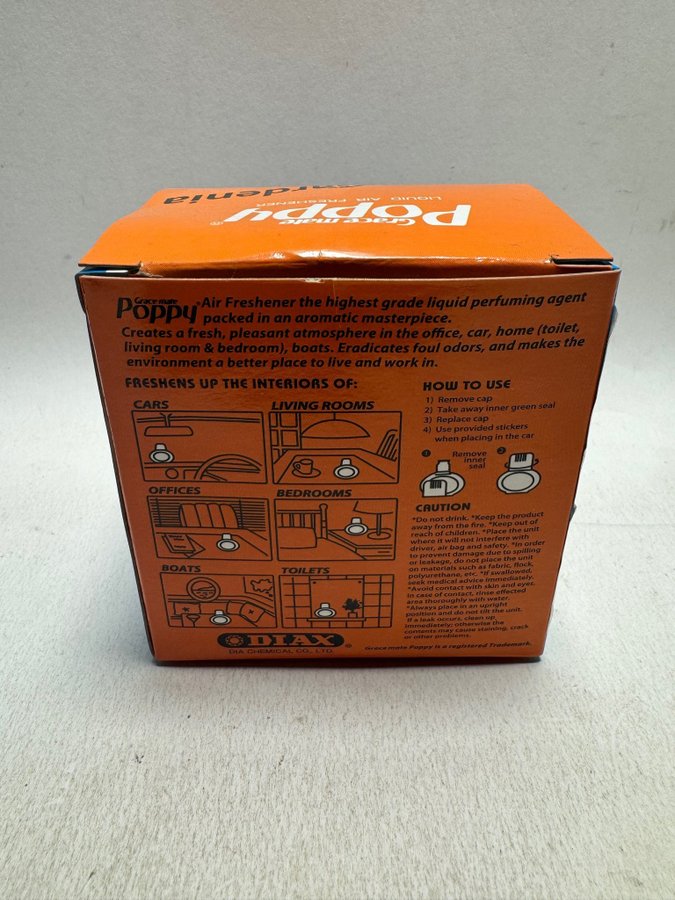 Gardenia
LIQUID AIR FRESHENER
Poppy®
Grace mate
Grace mate
Poppy® Air Freshener the highest grade liquid perfuming agent
packed in an aromatic masterpiece.
Creates a fresh, pleasant atmosphere in the office, car, home (toilet,
living room & bedroom), boats. Eradicates foul odors, and makes the
environment a better place to live and work in.
FRESHENS UP THE INTERIORS OF:
CARS
LIVING ROOMS
OFFICES
BEDROOMS
BOATS
TOILETS
HOW TO USE
1) Remove cap
2) Take away inner green seal
3) Replace cap
4) Use provided stickers
when placing in the car
Remove
inner
seal
CAUTION
*Do not drink. *Keep the product
away from the fire. *Keep out of
reach of children. *Place the unit
where it will not interfere with
driver, air bag and safety. *In order
to prevent damage due to spilling
or leakage, do not place the unit
on materials such as fabric, flock,
polyurethane, etc. *If swallowed,
seek medical advice immediately.
*Avoid contact with skin and eyes.
In case of contact, rinse effected
area thoroughly with water.
*Always place in an upright
position and do not tilt the unit.
If a leak occurs, clean up
immediately; otherwise the
contents may cause staining, crack
or other problems.
DIAX®
DIA CHEMICAL CO., LTD.
Grace mate Poppy is a registered Trademark.